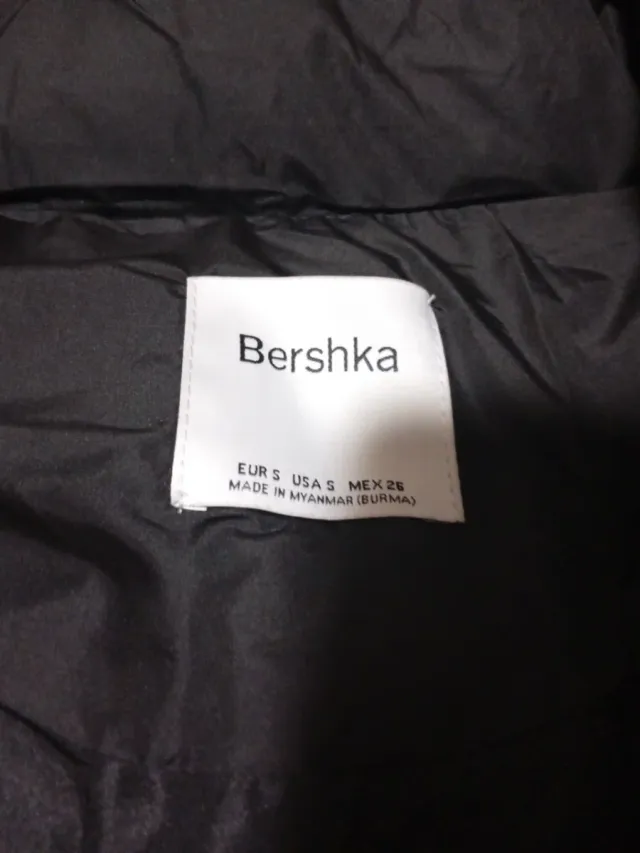 Bershka
EUR S USA S MEX 26
MADE IN MYANMAR (BURMA)